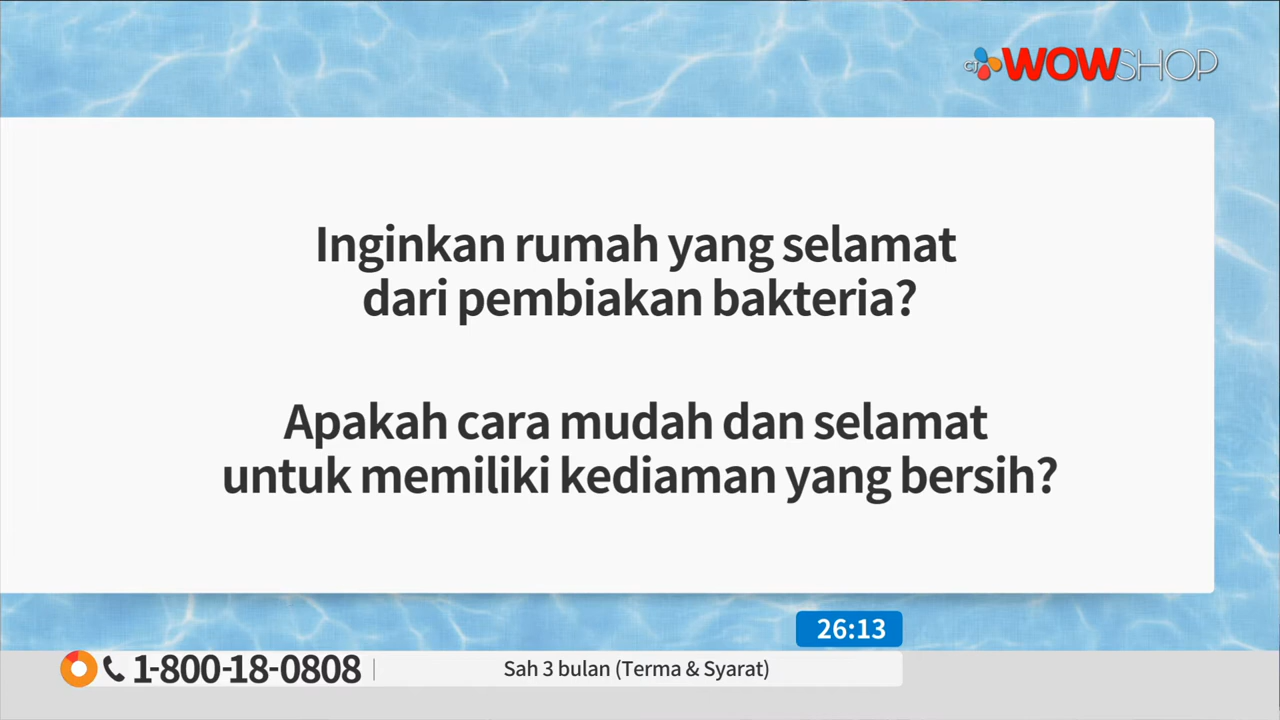 CJ WOWSHOP
Inginkan rumah yang selamat
dari pembiakan bakteria?
Apakah cara mudah dan selamat
untuk memiliki kediaman yang bersih?
26:13
1-800-18-0808
Sah 3 bulan (Terma & Syarat)